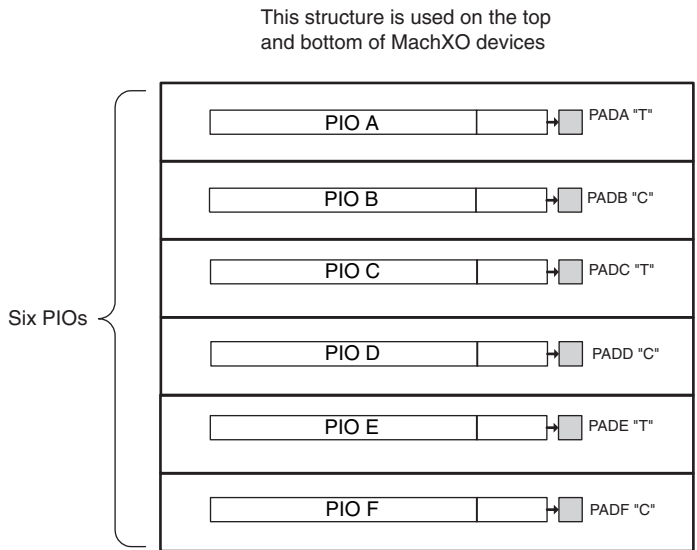 This structure is used on the top
and bottom of MachXO devices
PIO A
PADA "T"
PIO B
PADB "C"
PIO C
PADC "T"
Six PIOs
PIO D
PADD "C"
PIO E
PADE "T"
PIO F
PADF "C"